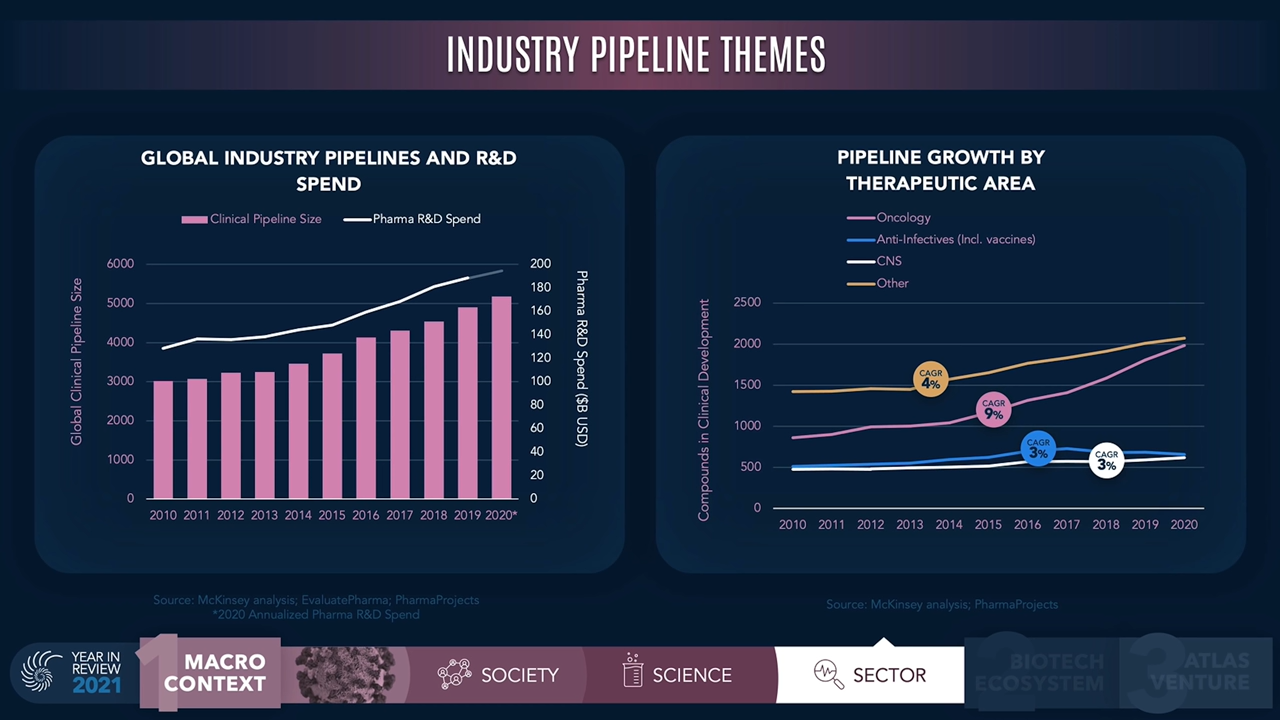 INDUSTRY PIPELINE THEMES
GLOBAL INDUSTRY PIPELINES AND R&D
SPEND
Clinical Pipeline Size
Pharma R&D Spend
Global Clinical Pipeline Size
6000
5000
4000
3000
2000
1000
0
200
180
160
140
120
100
80
60
40
20
0
Pharma R&D Spend ($B USD)
2010 2011 2012 2013 2014 2015 2016 2017 2018 2019 2020*
Source: McKinsey analysis; EvaluatePharma; PharmaProjects
*2020 Annualized Pharma R&D Spend
PIPELINE GROWTH BY
THERAPEUTIC AREA
Oncology
Anti-Infectives (Incl. vaccines)
CNS
Other
Compounds in Clinical Development
2500
2000
1500
1000
500
0
CAGR
4%
CAGR
9%
CAGR
3%
CAGR
3%
2010 2011 2012 2013 2014 2015 2016 2017 2018 2019 2020
Source: McKinsey analysis; PharmaProjects
YEAR IN
REVIEW
2021
1
MACRO
CONTEXT
SOCIETY
SCIENCE
SECTOR
2
BIOTECH
ECOSYSTEM
3
ATLAS
VENTURE